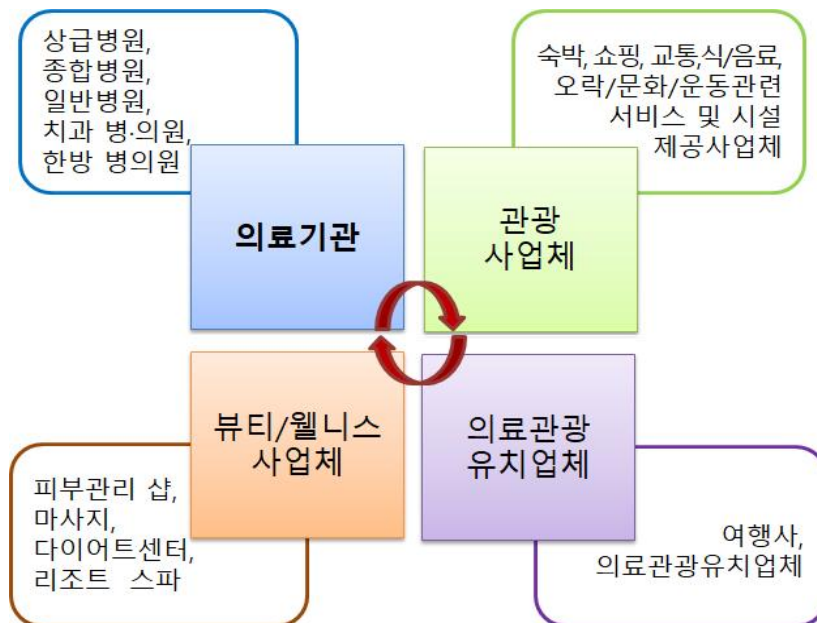 상급병원,
종합병원,
일반병원,
치과 병·의원,
한방 병의원
숙박, 쇼핑, 교통,식/음료,
오락/문화/운동관련
서비스 및 시설
제공사업체
의료기관
관광
사업체
뷰티/웰니스
사업체
의료관광
유치업체
피부관리 샵,
마사지,
다이어트센터,
리조트 스파
여행사,
의료관광유치업체